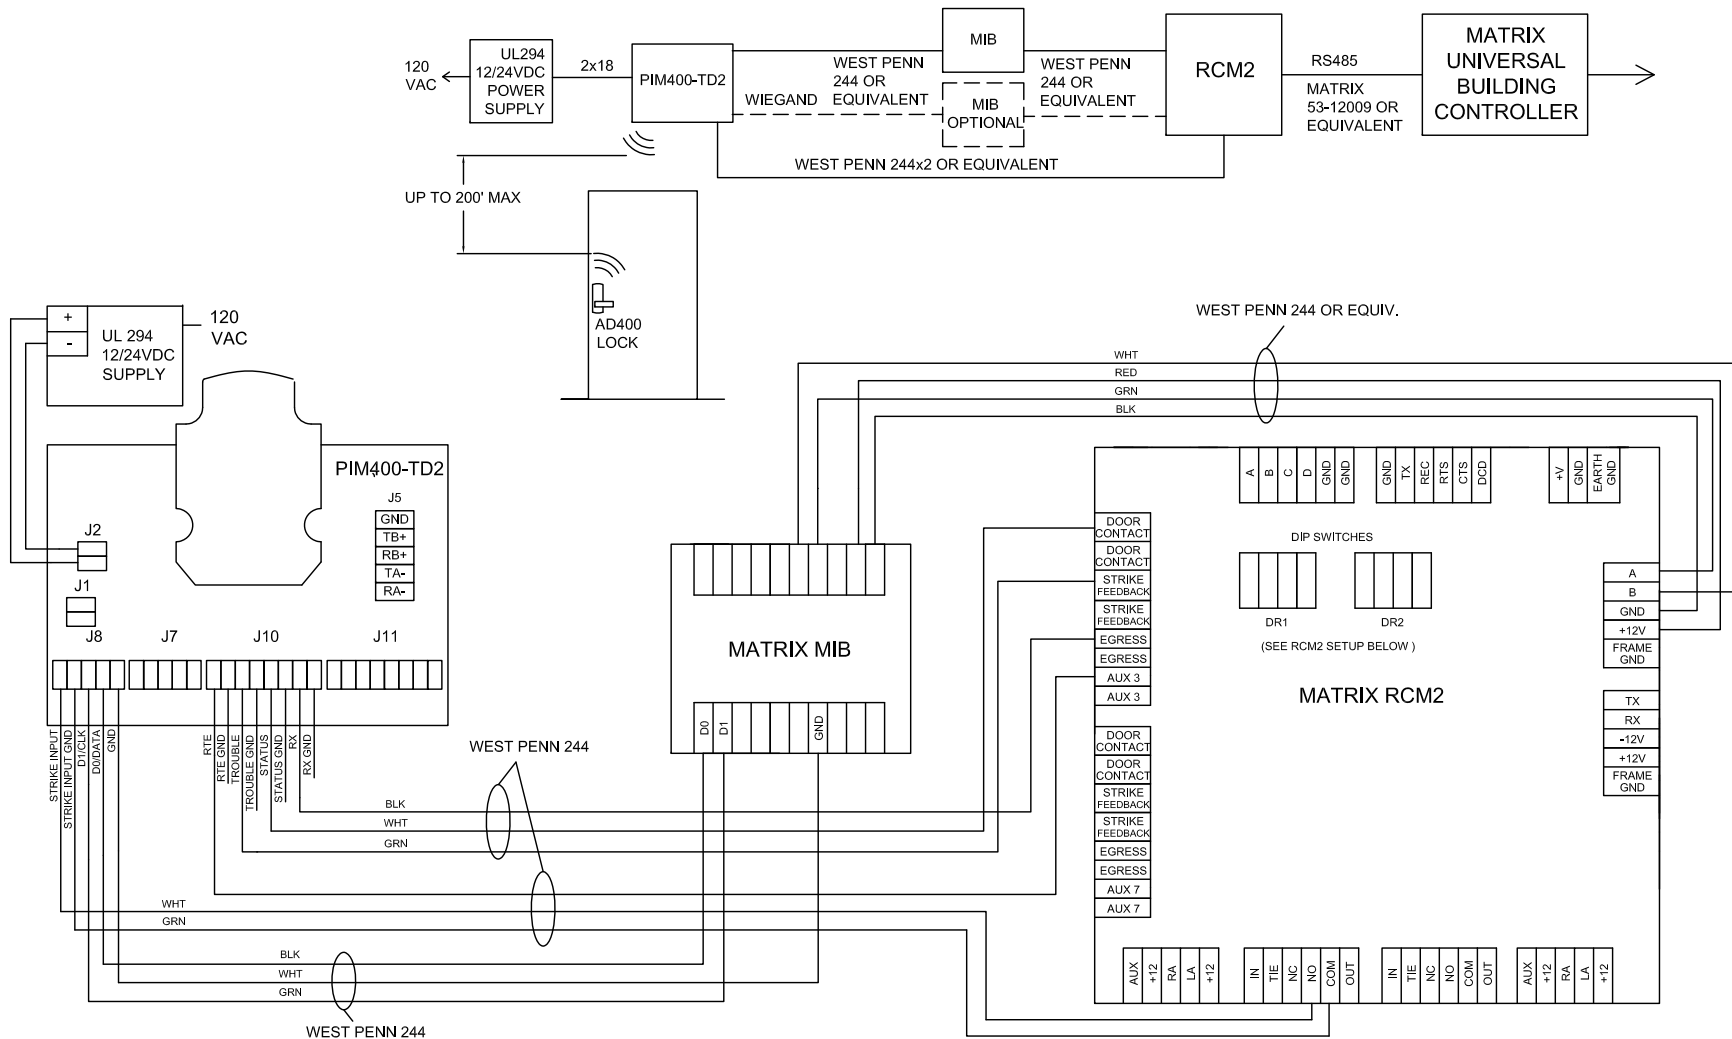 120
VAC
UL294
12/24VDC
POWER
SUPPLY
2x18
PIM400-TD2
WIEGAND
WEST PENN
244 OR
EQUIVALENT
MIB
MIB
OPTIONAL
WEST PENN
244 OR
EQUIVALENT
RCM2
RS485
MATRIX
53-12009 OR
EQUIVALENT
MATRIX
UNIVERSAL
BUILDING
CONTROLLER
WEST PENN 244x2 OR EQUIVALENT
UP TO 200' MAX
AD400
LOCK
+
-
UL 294
12/24VDC
SUPPLY
120
VAC
WEST PENN 244 OR EQUIV.
WHT
RED
GRN
BLK
PIM400-TD2
J5
GND
TB+
RB+
TA-
RA-
J2
J1
J8
J7
J10
J11
STRIKE INPUT
STRIKE INPUT GND
D1/CLK
D0/DATA
GND
RTE
RTE GND
TROUBLE
TROUBLE GND
STATUS
STATUS GND
RX
RX GND
MATRIX MIB
D0
D1
GND
WEST PENN 244
BLK
WHT
GRN
WHT
GRN
BLK
WHT
GRN
WEST PENN 244
A
B
C
D
GND
GND
GND
TX
REC
RTS
CTS
DCD
+V
GND
EARTH
GND
DOOR
CONTACT
DOOR
CONTACT
STRIKE
FEEDBACK
STRIKE
FEEDBACK
EGRESS
EGRESS
AUX 3
AUX 3
DOOR
CONTACT
DOOR
CONTACT
STRIKE
FEEDBACK
STRIKE
FEEDBACK
EGRESS
EGRESS
AUX 7
AUX 7
DIP SWITCHES
DR1
DR2
(SEE RCM2 SETUP BELOW )
MATRIX RCM2
A
B
GND
+12V
FRAME
GND
TX
RX
-12V
+12V
FRAME
GND
AUX
+12
RA
LA
+12
IN
TIE
NC
NO
COM
OUT
IN
TIE
NC
NO
COM
OUT
AUX
+12
RA
LA
+12